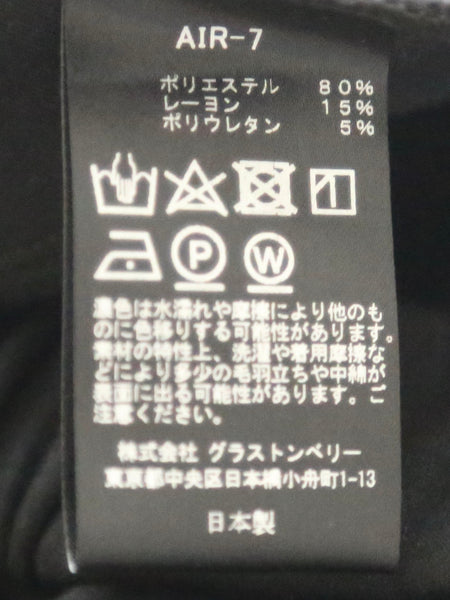 AIR-7
ポリエステル 80%
レーヨン 15%
ポリウレタン 5%
P
W
濃色は水濡れや摩擦により他のも
のに色移りする可能性があります。
素材の特性上、洗濯や着用摩擦な
どにより多少の毛羽立ちや中綿が
表面に出る可能性があります。ご
注意ください。
株式会社 グラストンベリー
東京都中央区日本橋小舟町1-13
日本製